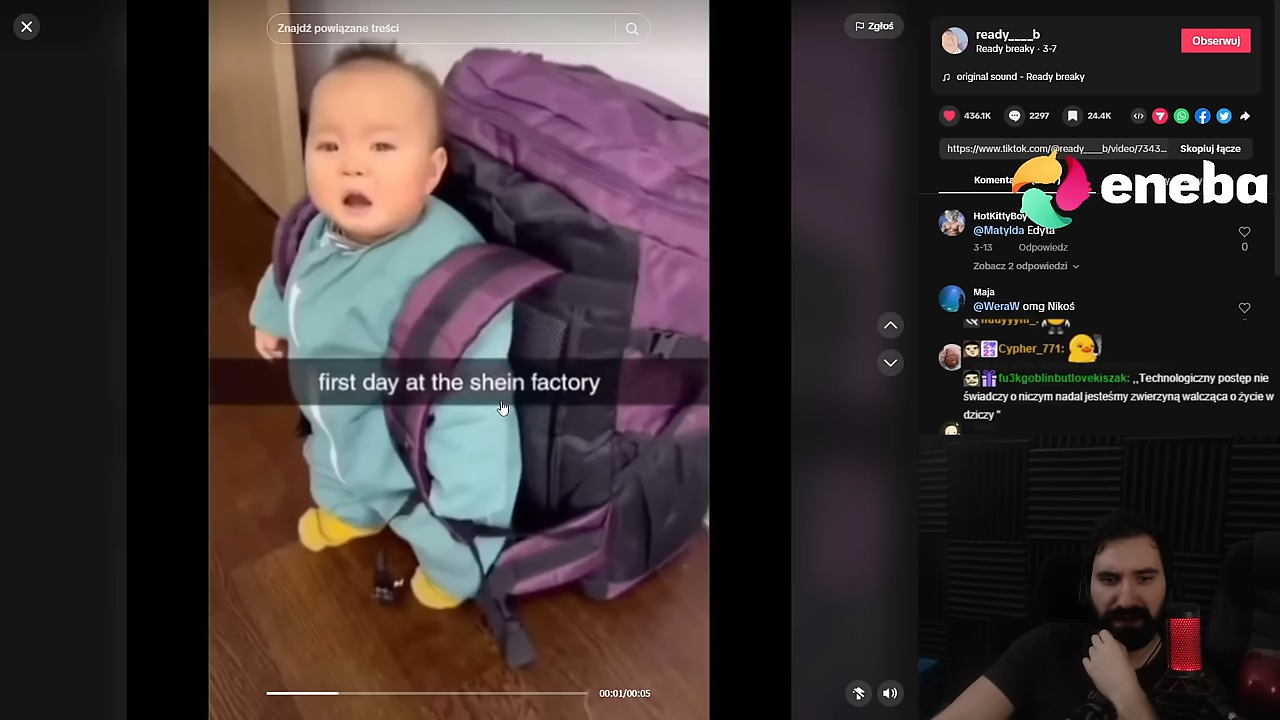 Znajdź powiązane treści
Zgłoś
first day at the shein factory
00:01/00:05
ready____b
Ready breaky · 3-7
Obserwuj
original sound - Ready breaky
436.1K
2297
24.4K
https://www.tiktok.com/@ready____b/video/7343...
Skopiuj łącze
eneba
HotKittyBoy
@Matylda Edyta
3-13 Odpowiedz
0
Zobacz 2 odpowiedzi
Maja
@WeraW omg Nikoś
Cypher_771:
fu3kgoblinbutlovekiszak: ,,Technologiczny postęp nie
świadczy o niczym nadal jesteśmy zwierzyną walcząca o życie w
dziczy "